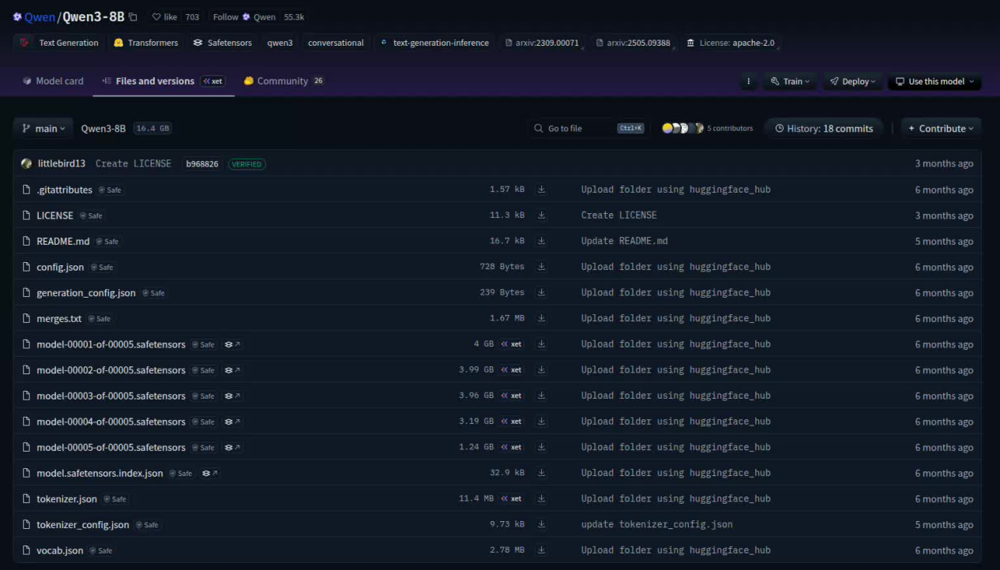 Qwen/Qwen3-8B like 703 Follow Qwen 55.3k
Text Generation Transformers Safetensors qwen3 conversational text-generation-inference arxiv:2309.00071 arxiv:2505.09388 License: apache-2.0
Model card Files and versions xet Community 26 Train Deploy Use this model
main Qwen3-8B 16.4 GB Go to file Ctrl+K 5 contributors History: 18 commits + Contribute
littlebird13 Create LICENSE b968826 VERIFIED 3 months ago
.gitattributes Safe 1.57 kB Upload folder using huggingface_hub 6 months ago
LICENSE Safe 11.3 kB Create LICENSE 3 months ago
README.md Safe 16.7 kB Update README.md 5 months ago
config.json Safe 728 Bytes Upload folder using huggingface_hub 6 months ago
generation_config.json Safe 239 Bytes Upload folder using huggingface_hub 6 months ago
merges.txt Safe 1.67 MB Upload folder using huggingface_hub 6 months ago
model-00001-of-00005.safetensors Safe 4 GB xet Upload folder using huggingface_hub 6 months ago
model-00002-of-00005.safetensors Safe 3.99 GB xet Upload folder using huggingface_hub 6 months ago
model-00003-of-00005.safetensors Safe 3.96 GB xet Upload folder using huggingface_hub 6 months ago
model-00004-of-00005.safetensors Safe 3.19 GB xet Upload folder using huggingface_hub 6 months ago
model-00005-of-00005.safetensors Safe 1.24 GB xet Upload folder using huggingface_hub 6 months ago
model.safetensors.index.json Safe 32.9 kB Upload folder using huggingface_hub 6 months ago
tokenizer.json Safe 11.4 MB xet Upload folder using huggingface_hub 6 months ago
tokenizer_config.json Safe 9.73 kB update tokenizer_config.json 5 months ago
vocab.json Safe 2.78 MB Upload folder using huggingface_hub 6 months ago